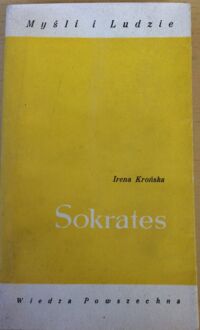 Myśli i Ludzie
Irena Krońska
Sokrates
Wiedza Powszechna